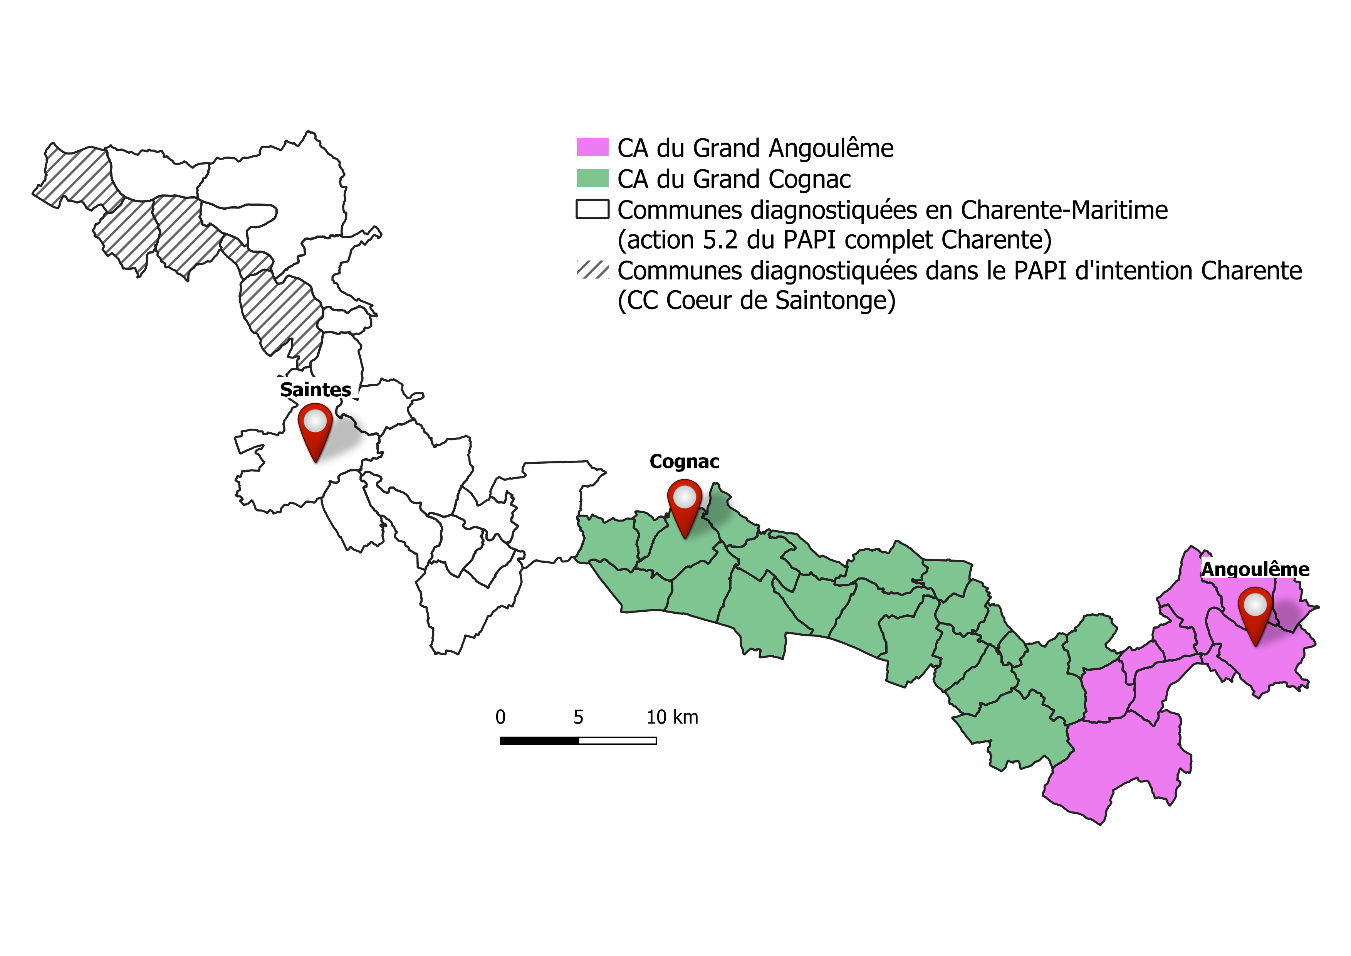 CA du Grand Angoulême
CA du Grand Cognac
Communes diagnostiquées en Charente-Maritime
(action 5.2 du PAPI complet Charente)
Communes diagnostiquées dans le PAPI d'intention Charente
(CC Coeur de Saintonge)
Saintes
Cognac
Angoulême
0 5 10 km